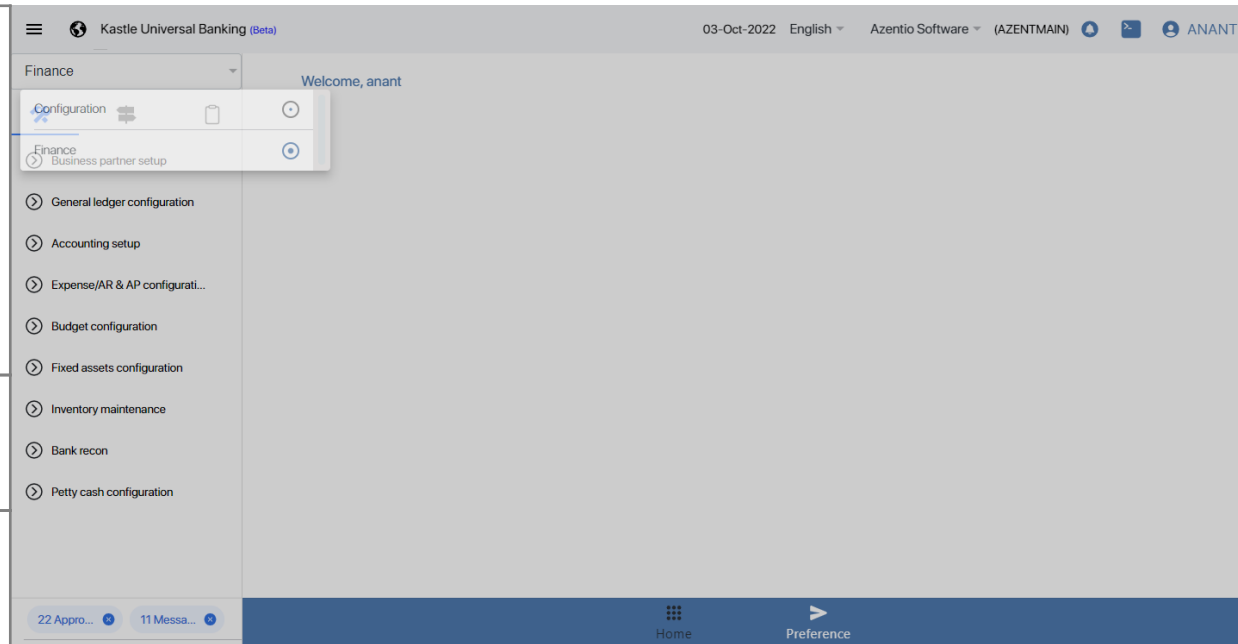 Kastle Universal Banking (Beta)
03-Oct-2022 English Azentio Software (AZENTMAIN) ANANT
Finance
Welcome, anant
Configuration
Finance
Business partner setup
General ledger configuration
Accounting setup
Expense/AR & AP configurati...
Budget configuration
Fixed assets configuration
Inventory maintenance
Bank recon
Petty cash configuration
22 Appro... 11 Messa...
Home Preference